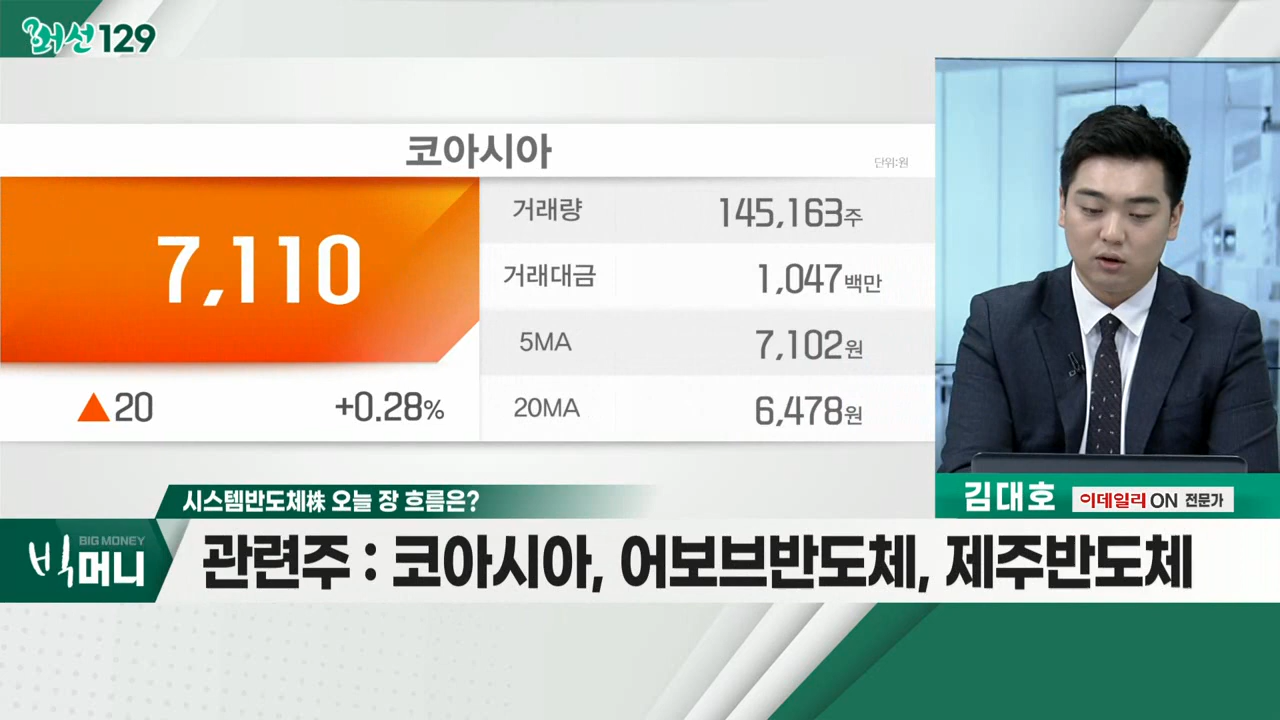 머선129
코아시아
단위:원
7,110
▲20 +0.28%
거래량 145,163주
거래대금 1,047백만
5MA 7,102원
20MA 6,478원
김대호 이데일리ON 전문가
시스템반도체株 오늘 장 흐름은?
BIG MONEY
빅머니
관련주 : 코아시아, 어보브반도체, 제주반도체